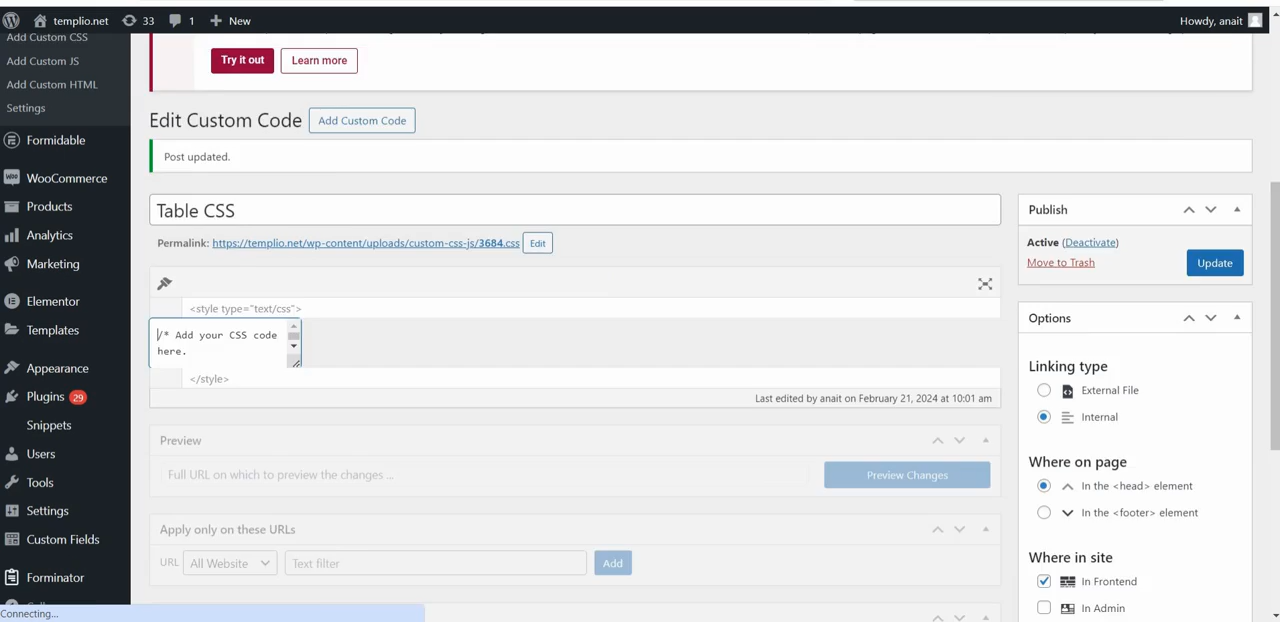 templio.net
33
1
New
Howdy, anait
Add Custom CSS
Add Custom JS
Add Custom HTML
Settings
Formidable
WooCommerce
Products
Analytics
Marketing
Elementor
Templates
Appearance
Plugins 29
Snippets
Users
Tools
Settings
Custom Fields
Forminator
Connecting...
Try it out
Learn more
Edit Custom Code
Add Custom Code
Post updated.
Table CSS
Permalink: https://templio.net/wp-content/uploads/custom-css-js/3684.css Edit
<style type="text/css">
/* Add your CSS code
here.
</style>
Last edited by anait on February 21, 2024 at 10:01 am
Preview
Full URL on which to preview the changes ...
Preview Changes
Apply only on these URLs
URL All Website Text filter Add
Publish
Active (Deactivate)
Move to Trash
Update
Options
Linking type
External File
Internal
Where on page
In the <head> element
In the <footer> element
Where in site
In Frontend
In Admin